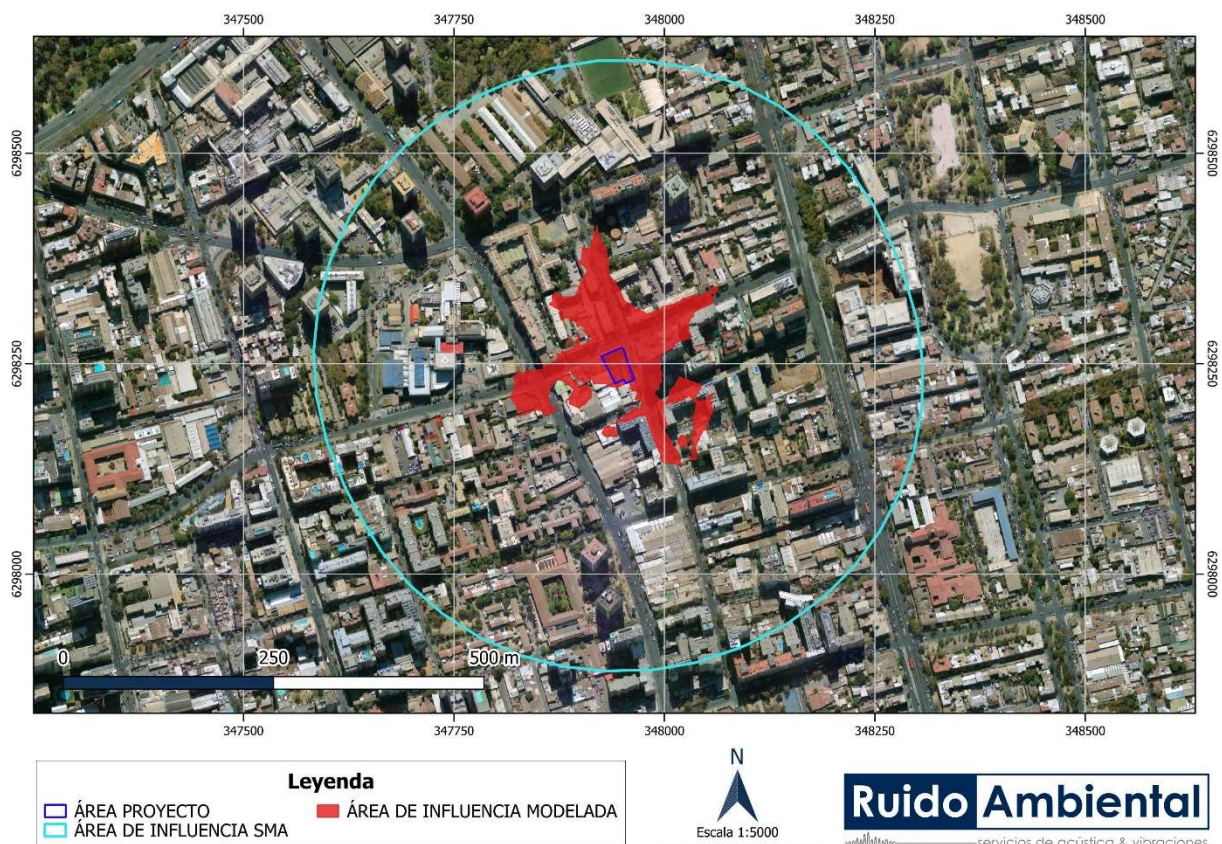 347500 347750 348000 348250 348500
6298500 6298500
6298250 6298250
6298000 6298000
0 250 500 m
347500 347750 348000 348250 348500
Leyenda
ÁREA PROYECTO ÁREA DE INFLUENCIA MODELADA
ÁREA DE INFLUENCIA SMA
N
Escala 1:5000
Ruido Ambiental
servicios de acústica & vibraciones